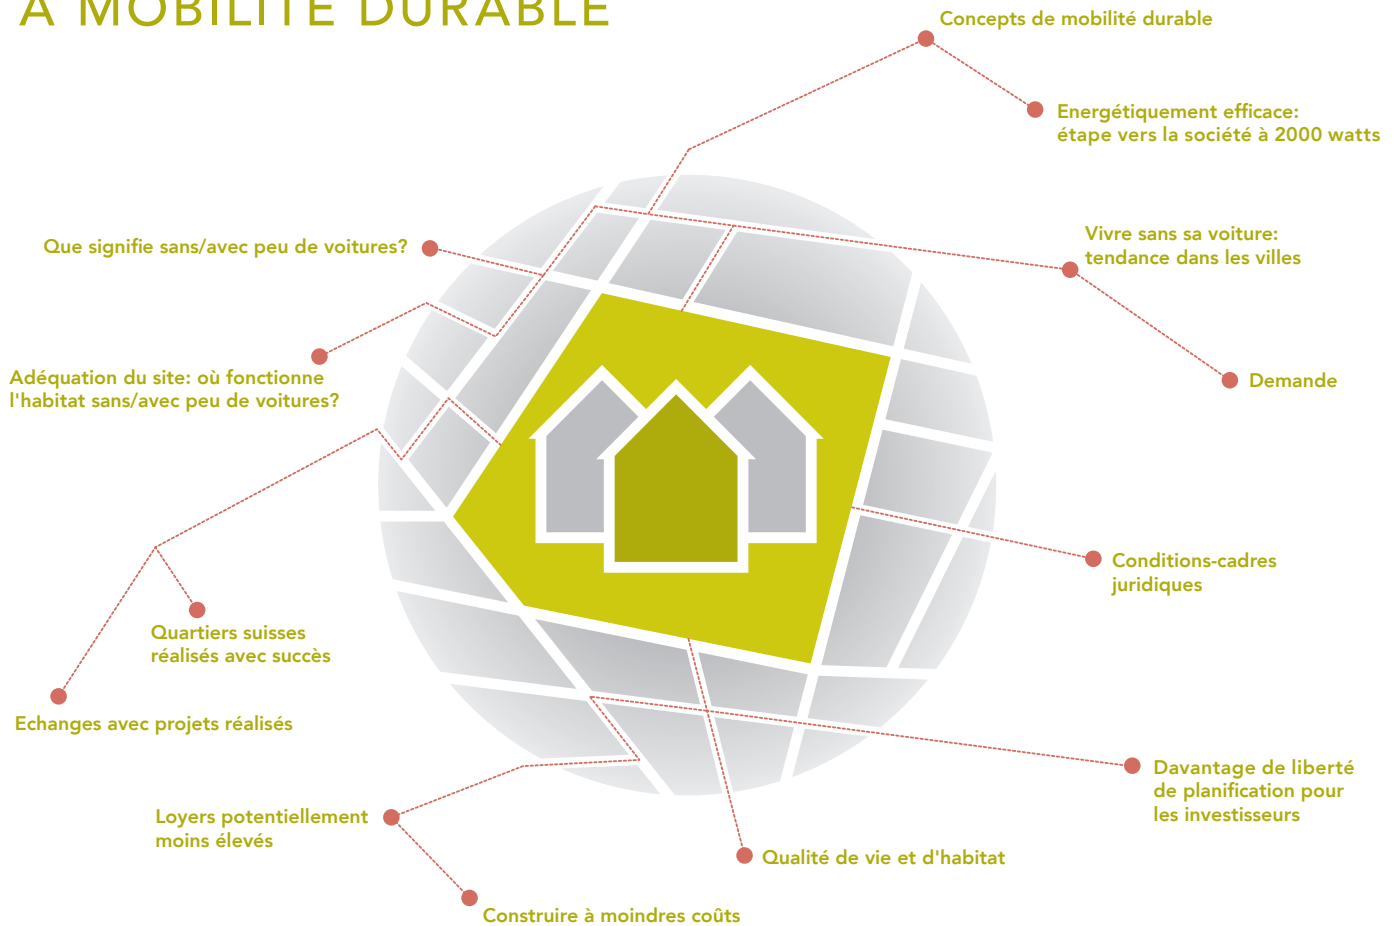 À MOBILITÉ DURABLE
Concepts de mobilité durable
Energétiquement efficace:
étape vers la société à 2000 watts
Que signifie sans/avec peu de voitures?
Vivre sans sa voiture:
tendance dans les villes
Adéquation du site: où fonctionne
l'habitat sans/avec peu de voitures?
Demande
Conditions-cadres
juridiques
Quartiers suisses
réalisés avec succès
Echanges avec projets réalisés
Davantage de liberté
de planification pour
les investisseurs
Loyers potentiellement
moins élevés
Qualité de vie et d'habitat
Construire à moindres coûts